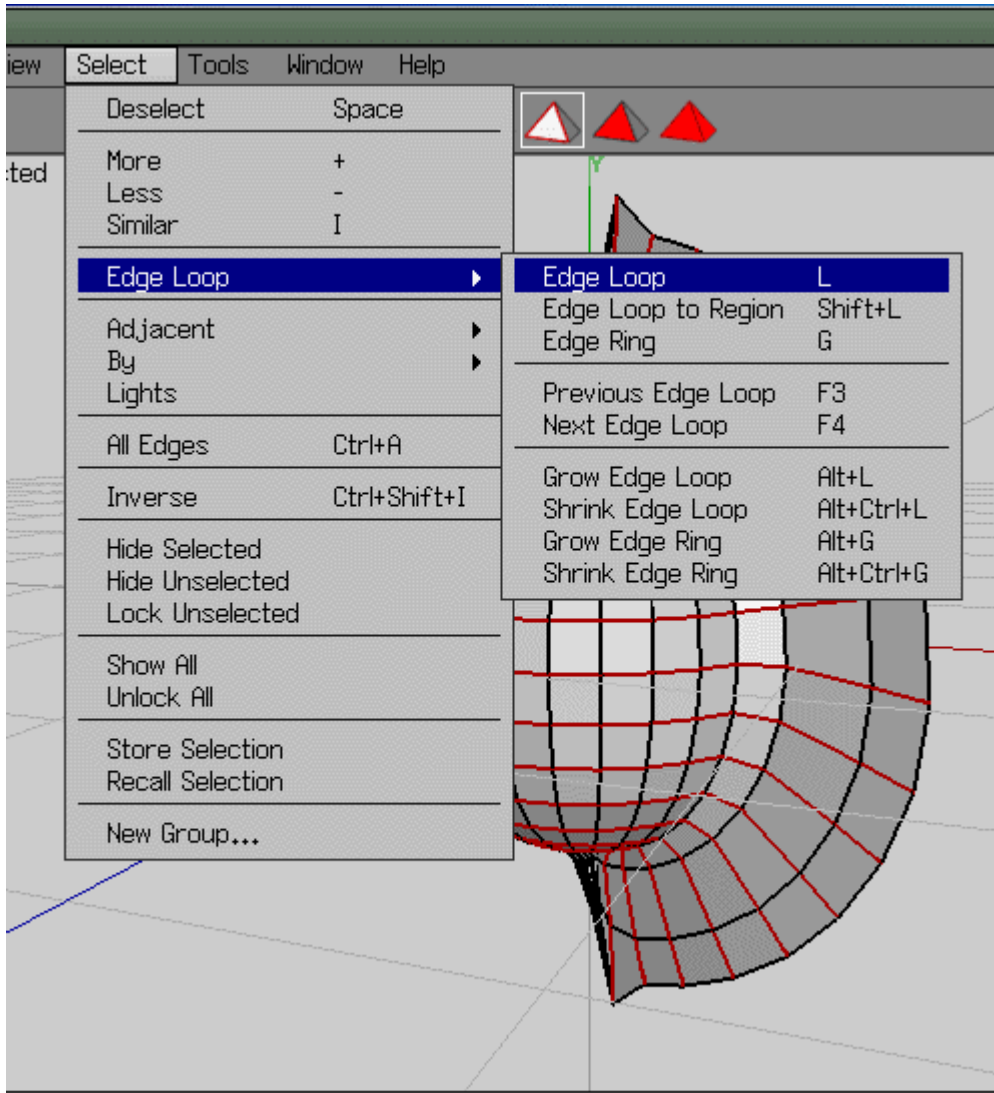 iew Select Tools Window Help
cted
Deselect Space
More +
Less -
Similar I
Edge Loop
Adjacent
By
Lights
All Edges Ctrl+A
Inverse Ctrl+Shift+I
Hide Selected
Hide Unselected
Lock Unselected
Show All
Unlock All
Store Selection
Recall Selection
New Group...
Y
Edge Loop L
Edge Loop to Region Shift+L
Edge Ring G
Previous Edge Loop F3
Next Edge Loop F4
Grow Edge Loop Alt+L
Shrink Edge Loop Alt+Ctrl+L
Grow Edge Ring Alt+G
Shrink Edge Ring Alt+Ctrl+G